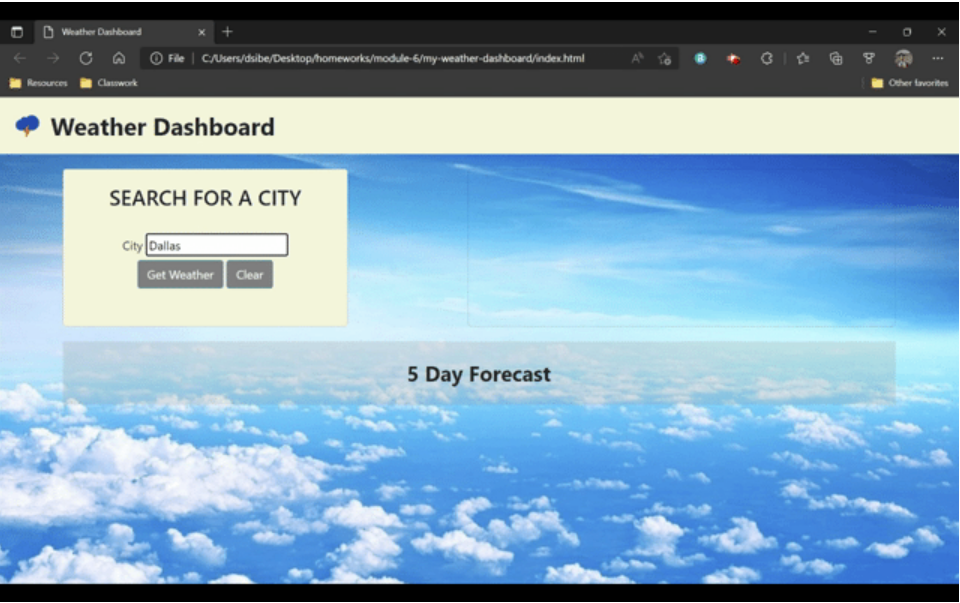 Weather Dashboard
File C:/Users/dsibe/Desktop/homeworks/module-6/my-weather-dashboard/index.html
Resources Classwork Other favorites
Weather Dashboard
SEARCH FOR A CITY
City Dallas
Get Weather Clear
5 Day Forecast